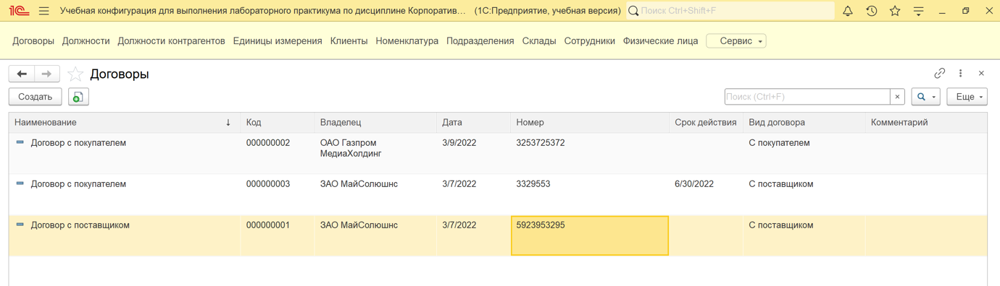 1С Учебная конфигурация для выполнения лабораторного практикума по дисциплине Корпоратив... (1С:Предприятие, учебная версия) Поиск Ctrl+Shift+F
Договоры Должности Должности контрагентов Единицы измерения Клиенты Номенклатура Подразделения Склады Сотрудники Физические лица Сервис
Договоры
Создать Поиск (Ctrl+F) Еще
Наименование Код Владелец Дата Номер Срок действия Вид договора Комментарий
Договор с покупателем 000000002 ОАО Газпром 3/9/2022 3253725372 С покупателем
МедиаХолдинг
Договор с покупателем 000000003 ЗАО МайСолюшнс 3/7/2022 3329553 6/30/2022 С поставщиком
Договор с поставщиком 000000001 ЗАО МайСолюшнс 3/7/2022 5923953295 С поставщиком